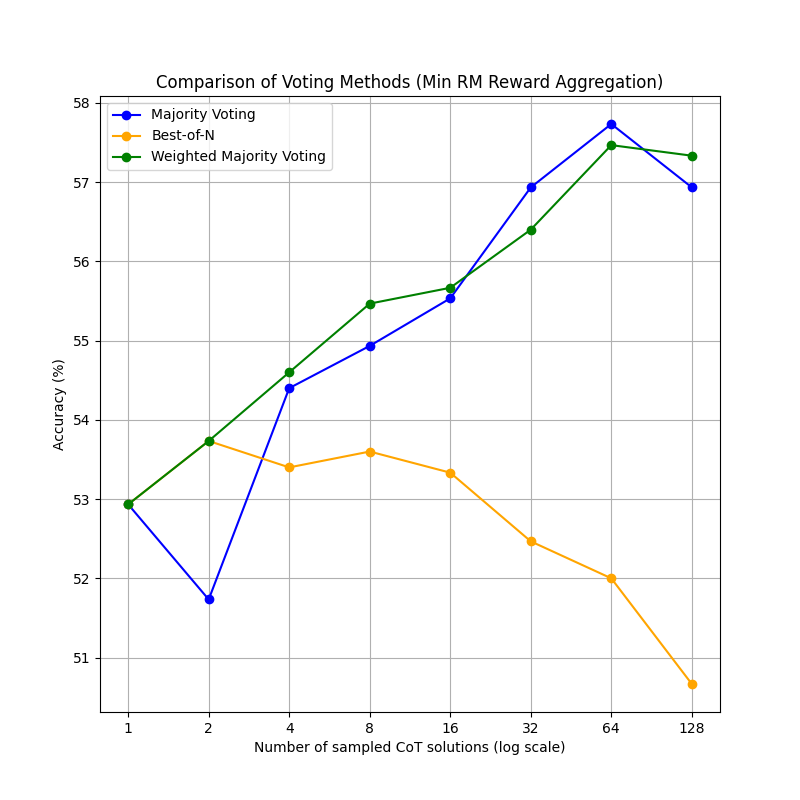 Comparison of Voting Methods (Min RM Reward Aggregation)
Majority Voting
Best-of-N
Weighted Majority Voting
58
57
56
55
54
53
52
51
Accuracy (%)
1 2 4 8 16 32 64 128
Number of sampled CoT solutions (log scale)